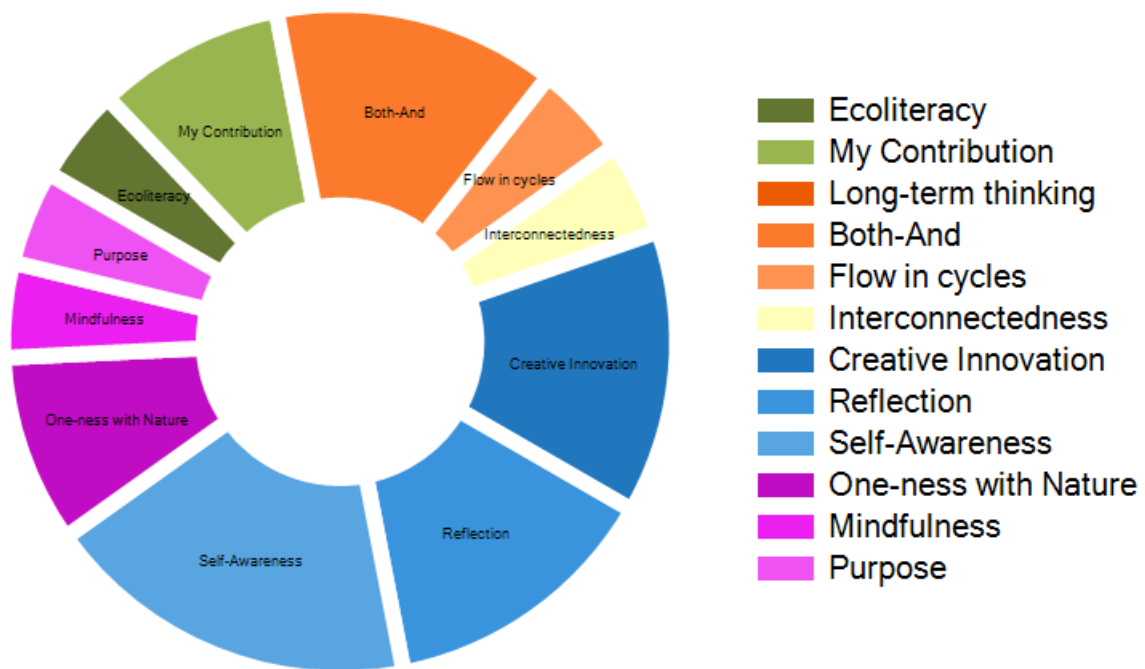 Both-And
My Contribution
Flow in cycles
Ecoliteracy
Interconnectedness
Purpose
Mindfulness
Creative Innovation
One-ness with Nature
Reflection
Self-Awareness
Ecoliteracy
My Contribution
Long-term thinking
Both-And
Flow in cycles
Interconnectedness
Creative Innovation
Reflection
Self-Awareness
One-ness with Nature
Mindfulness
Purpose